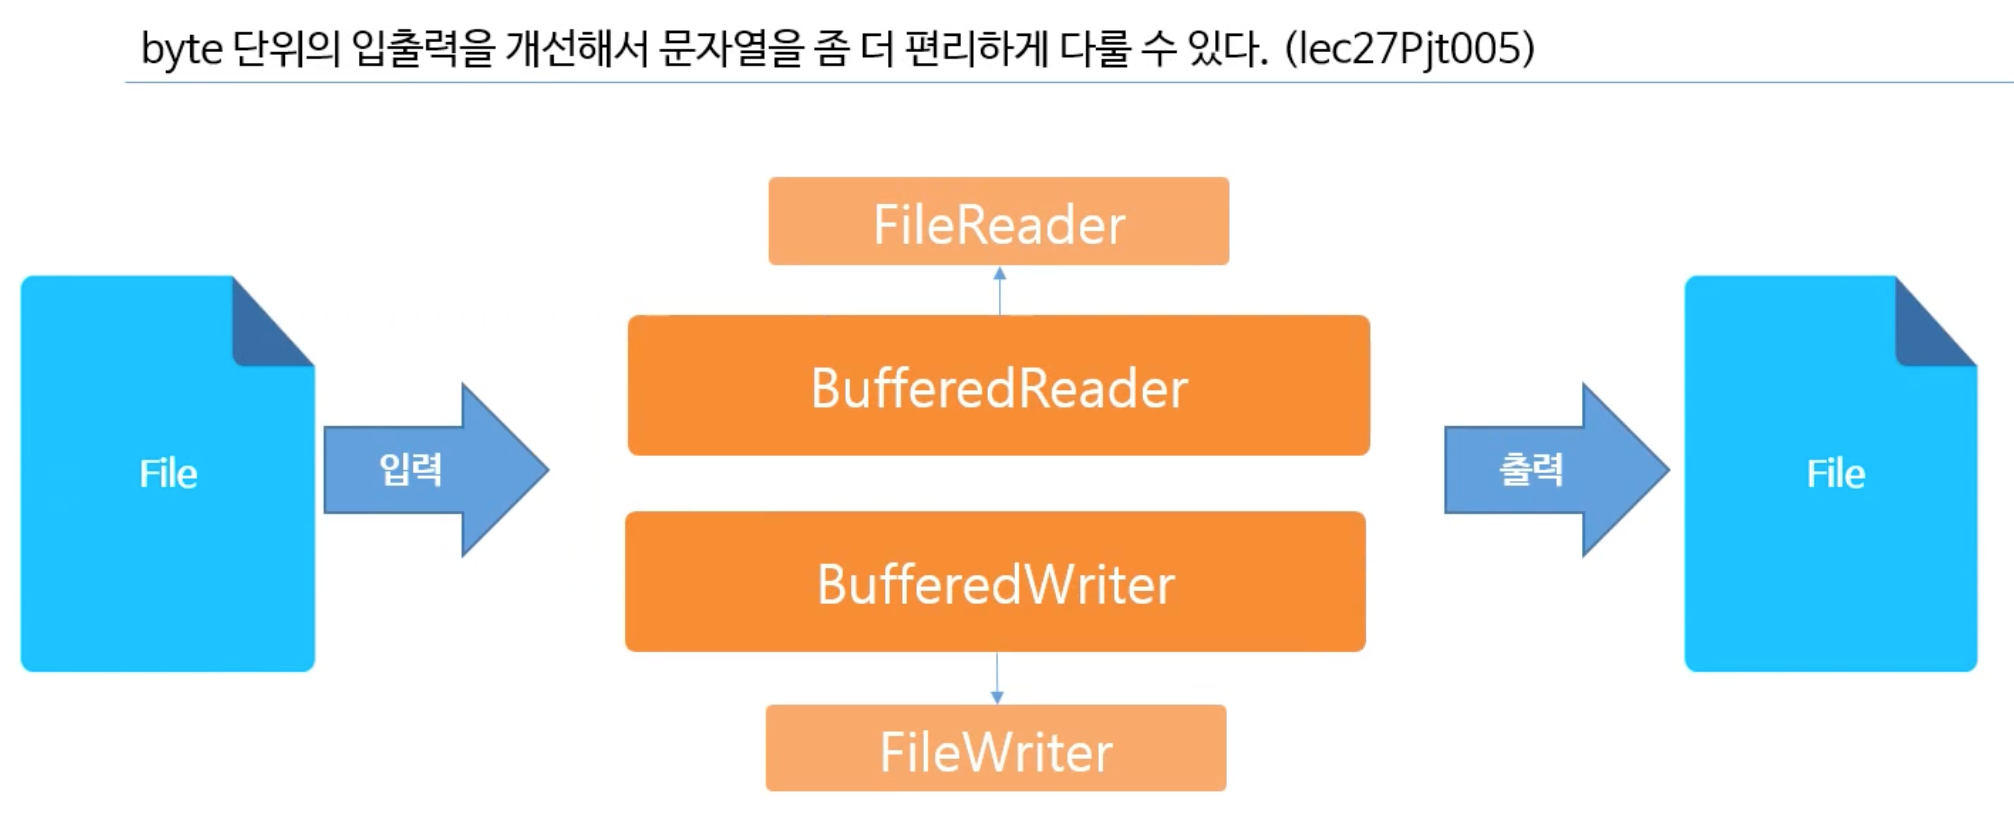 byte 단위의 입출력을 개선해서 문자열을 좀 더 편리하게 다룰 수 있다. (lec27Pjt005)
FileReader
BufferedReader
File
입력
출력
File
BufferedWriter
FileWriter